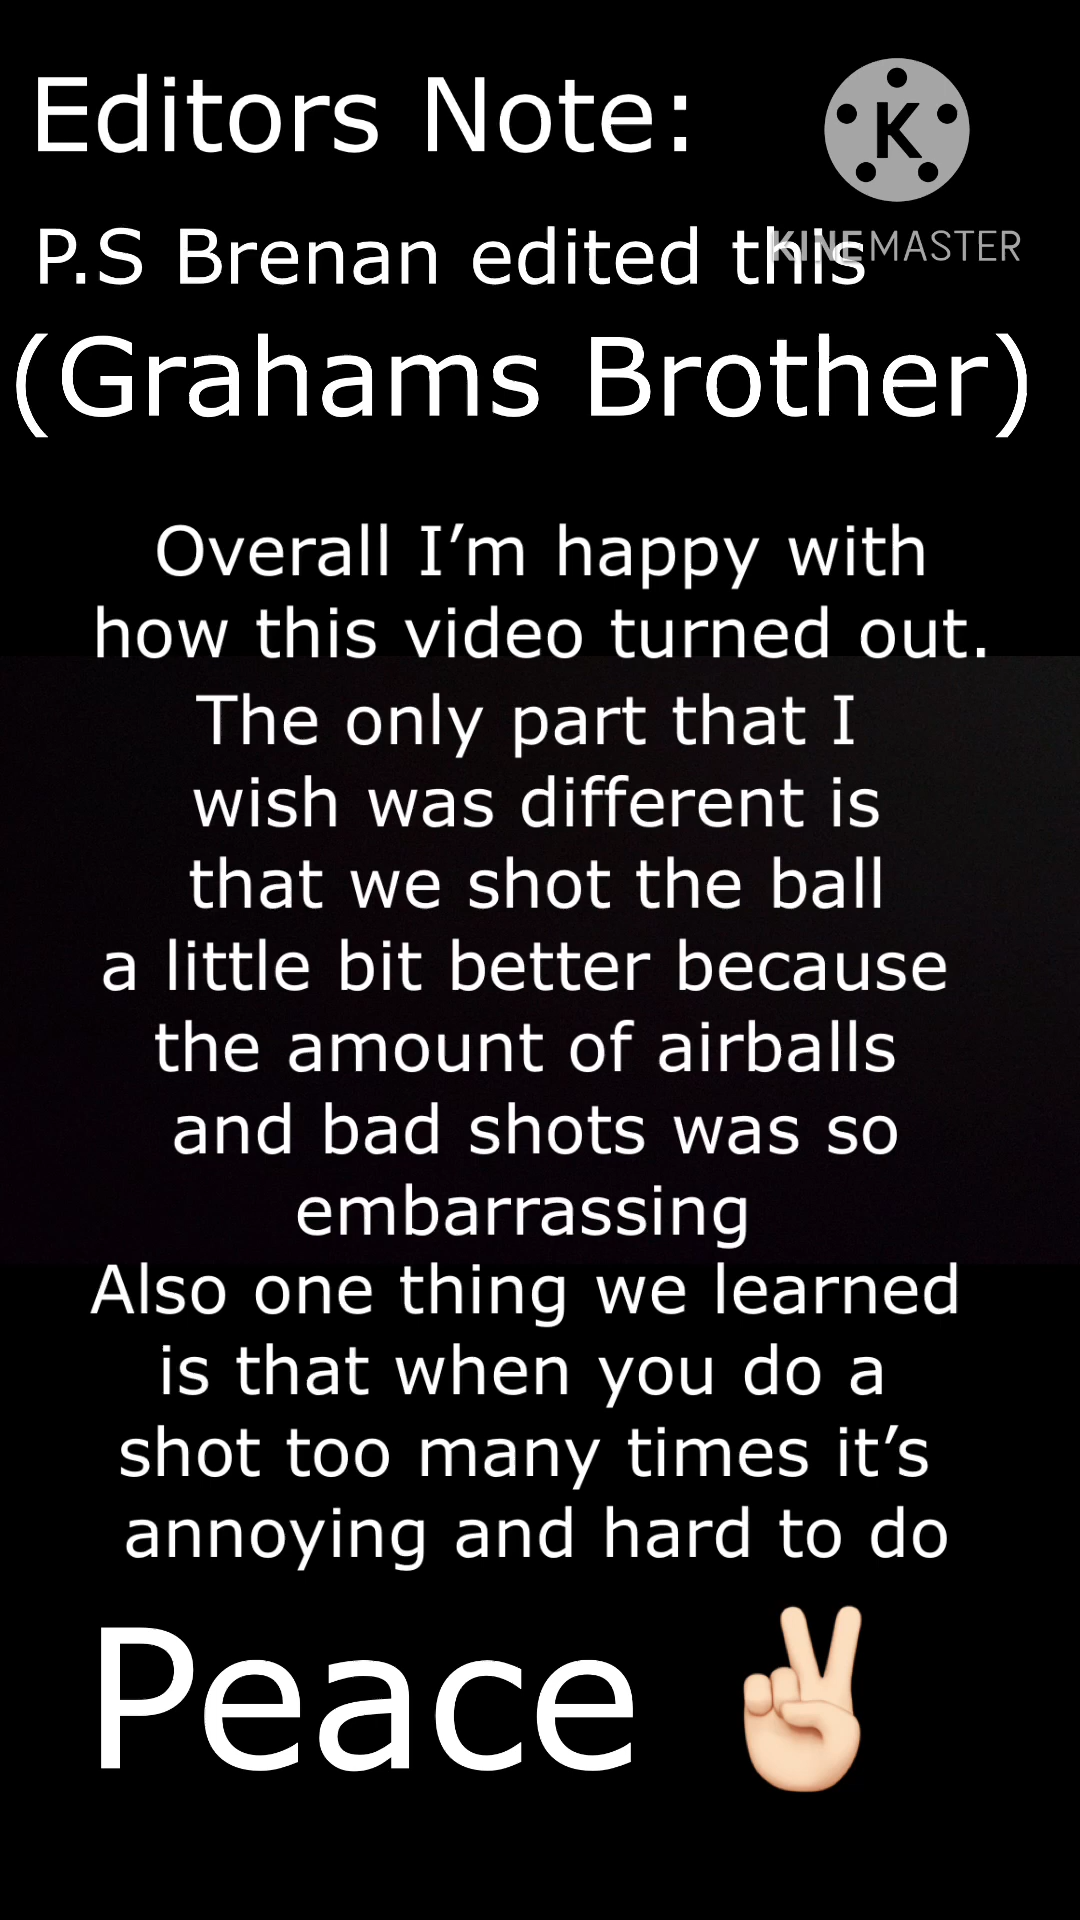 Editors Note:
K
KINEMASTER
P.S Brenan edited this
(Grahams Brother)
Overall I’m happy with
how this video turned out.
The only part that I
wish was different is
that we shot the ball
a little bit better because
the amount of airballs
and bad shots was so
embarrassing
Also one thing we learned
is that when you do a
shot too many times it’s
annoying and hard to do
Peace ✌🏻